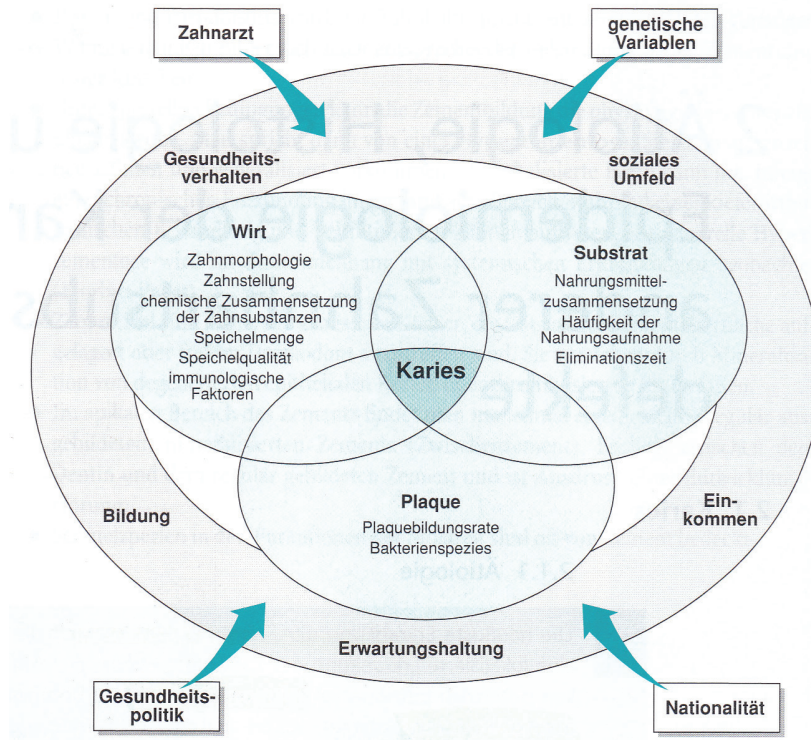 Zahnarzt
genetische
Variablen
Gesundheits-
verhalten
soziales
Umfeld
Wirt
Zahnmorphologie
Zahnstellung
chemische Zusammensetzung
der Zahnsubstanzen
Speichelmenge
Speichelqualität
immunologische
Faktoren
Substrat
Nahrungsmittel-
zusammensetzung
Häufigkeit der
Nahrungsaufnahme
Eliminationszeit
Karies
Plaque
Plaquebildungsrate
Bakterienspezies
Bildung
Ein-
kommen
Erwartungshaltung
Gesundheits-
politik
Nationalität